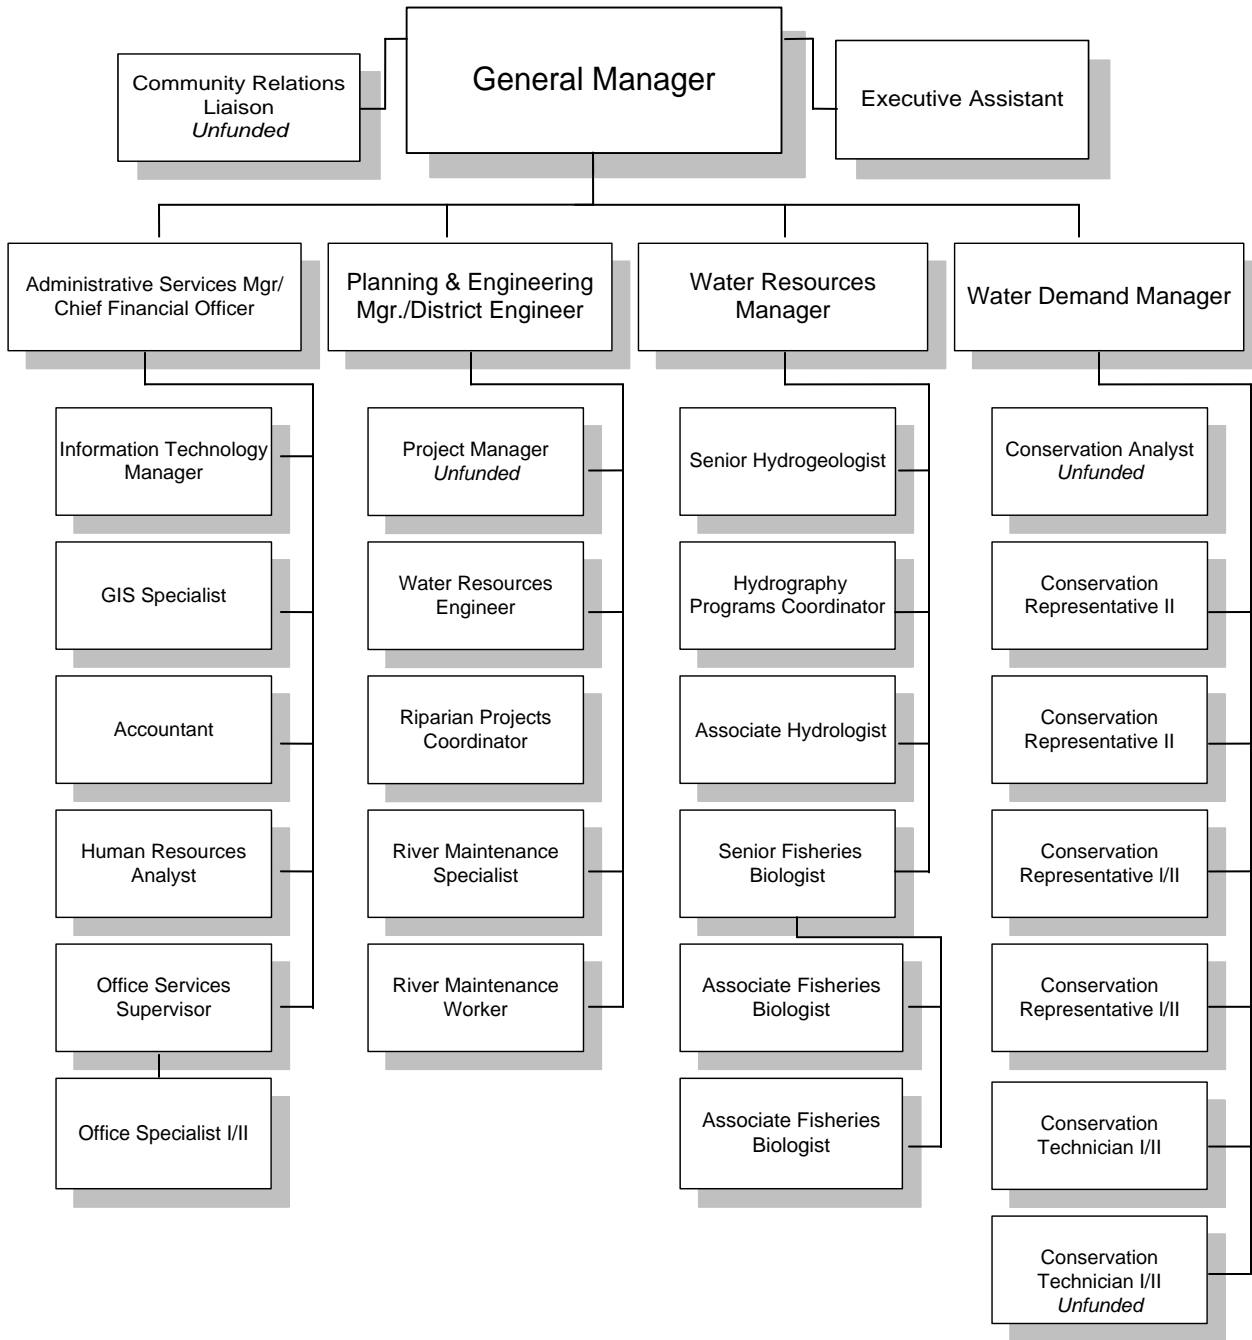 General Manager
Community Relations
Liaison
Unfunded
Executive Assistant
Administrative Services Mgr/
Chief Financial Officer
Planning & Engineering
Mgr./District Engineer
Water Resources
Manager
Water Demand Manager
Information Technology
Manager
GIS Specialist
Accountant
Human Resources
Analyst
Office Services
Supervisor
Office Specialist I/II
Project Manager
Unfunded
Water Resources
Engineer
Riparian Projects
Coordinator
River Maintenance
Specialist
River Maintenance
Worker
Senior Hydrogeologist
Hydrography
Programs Coordinator
Associate Hydrologist
Senior Fisheries
Biologist
Associate Fisheries
Biologist
Associate Fisheries
Biologist
Conservation Analyst
Unfunded
Conservation
Representative II
Conservation
Representative II
Conservation
Representative I/II
Conservation
Representative I/II
Conservation
Technician I/II
Conservation
Technician I/II
Unfunded